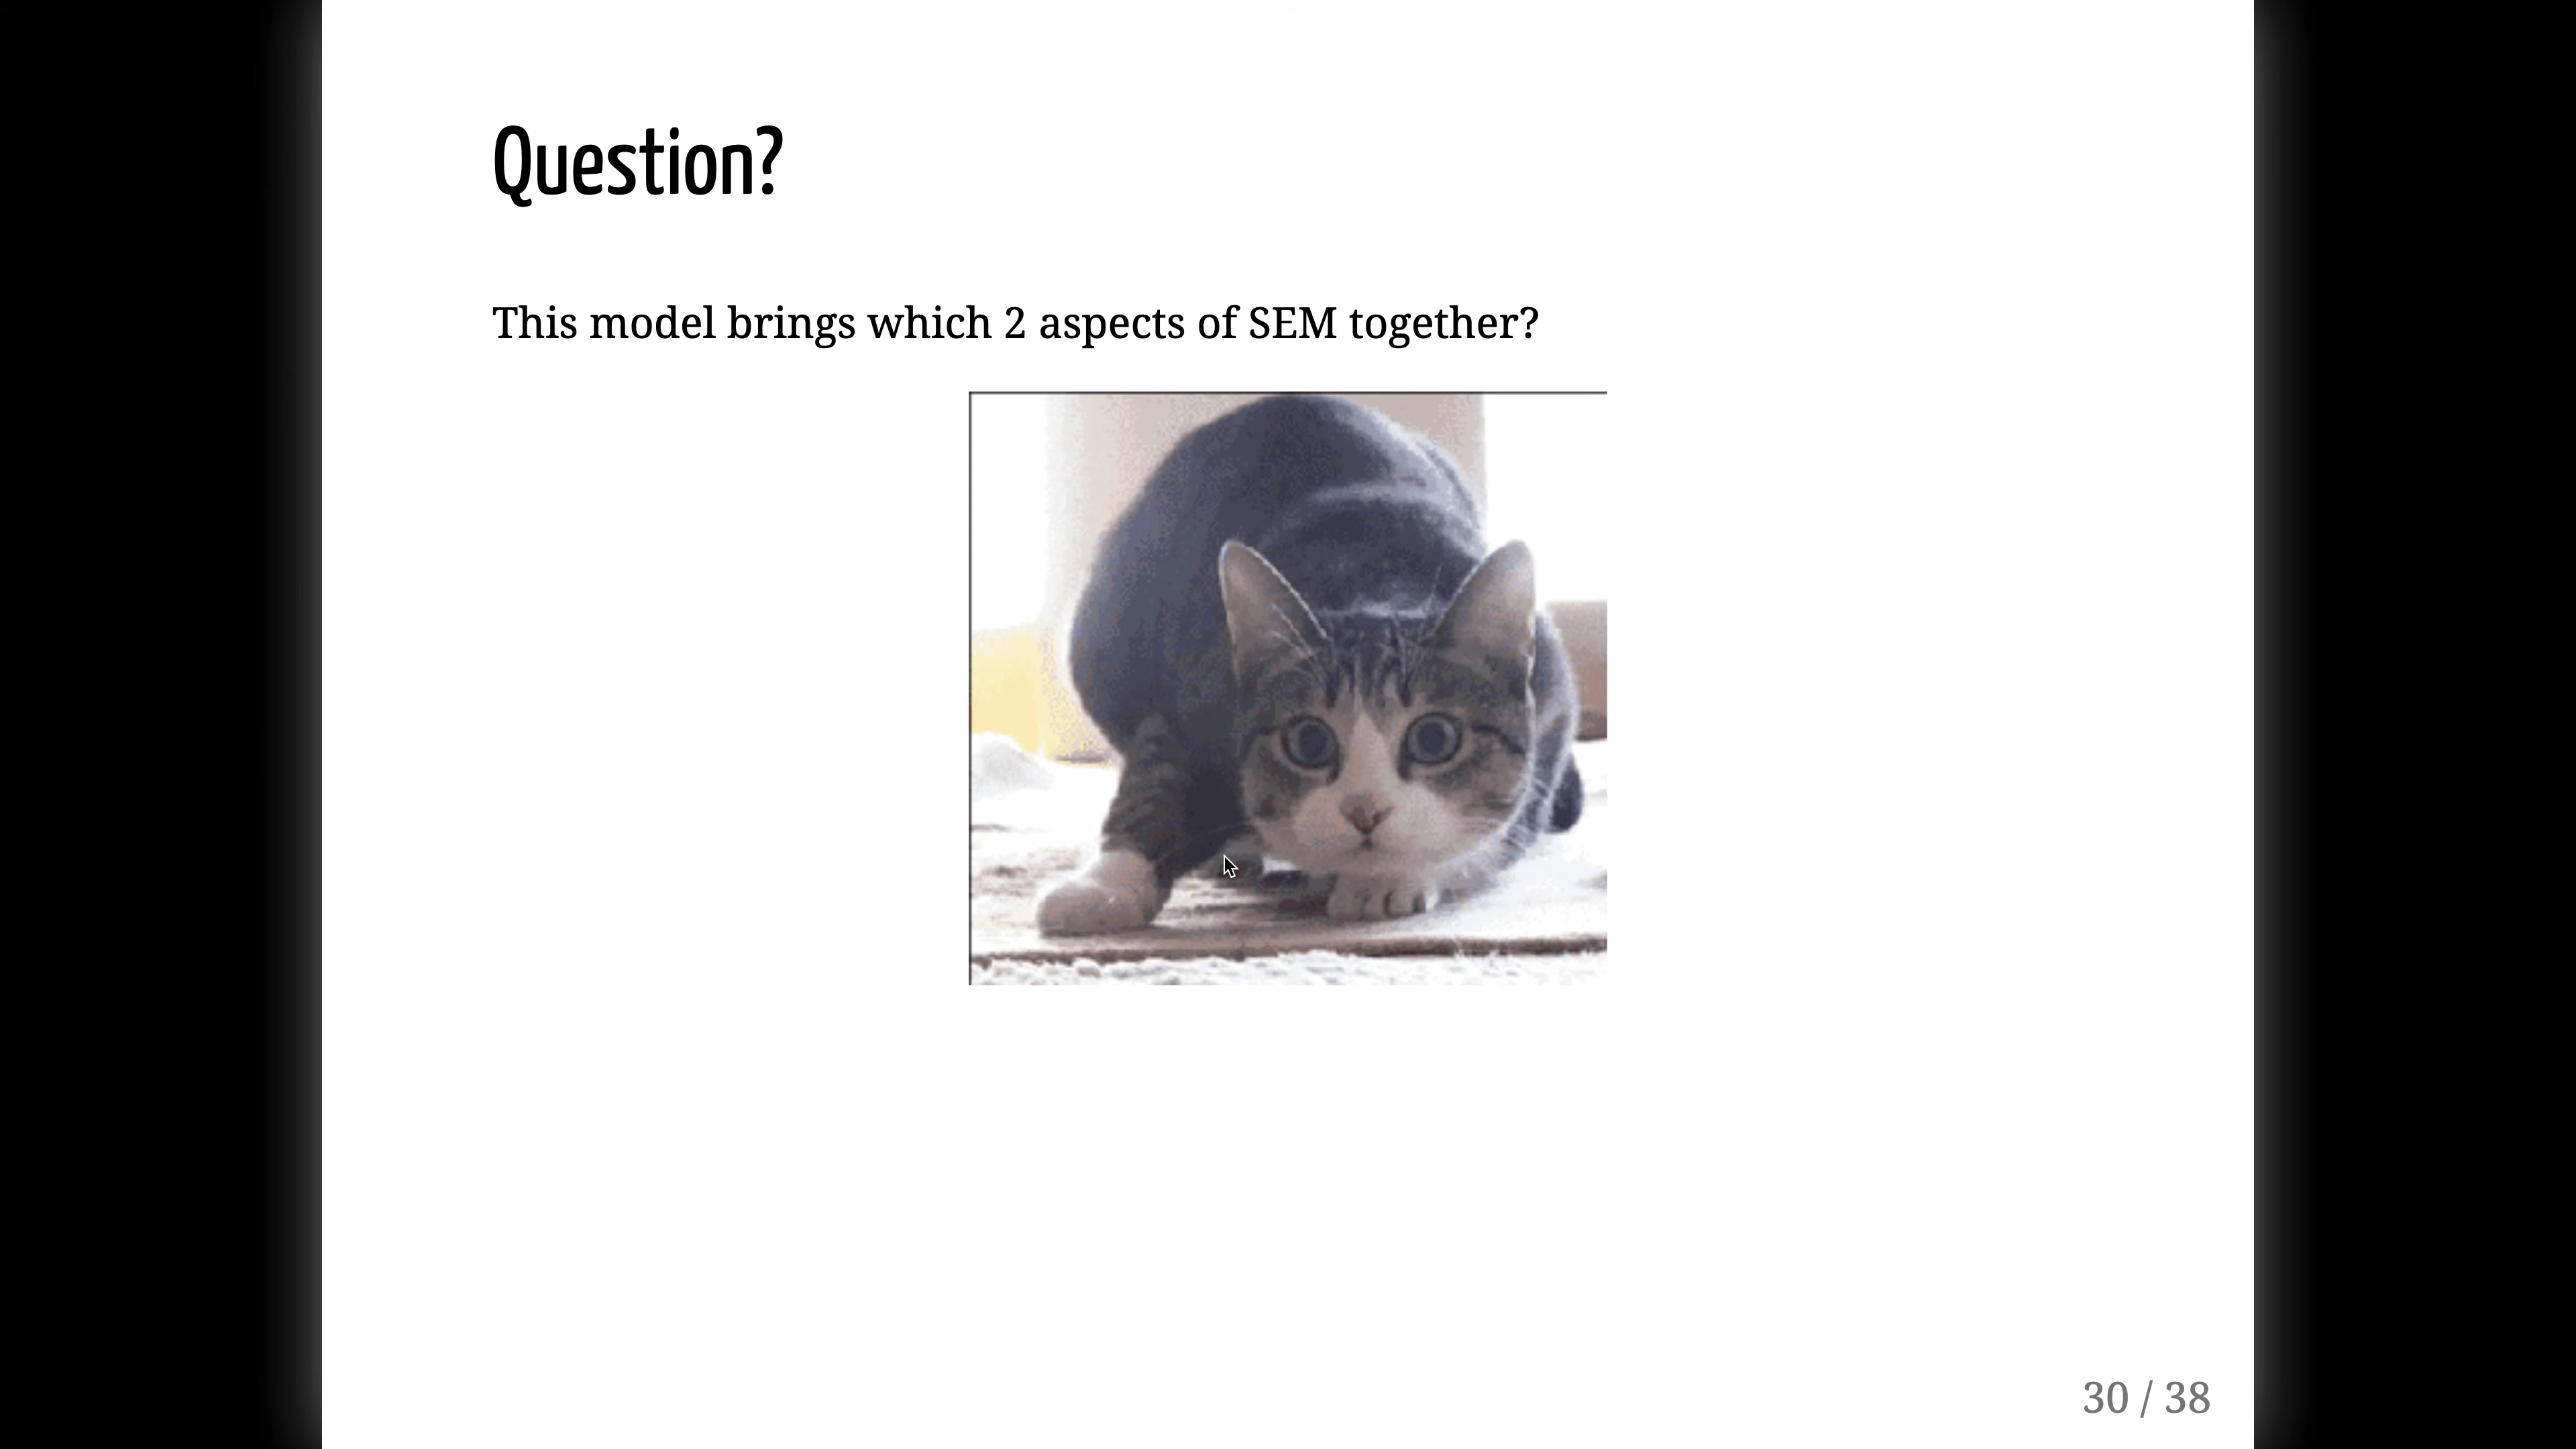 Question?
This model brings which 2 aspects of SEM together?
30 / 38